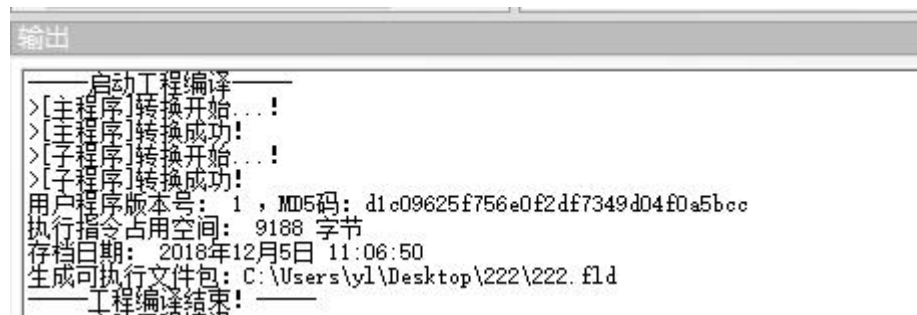 输出
———启动工程编译———
>[主程序]转换开始...!
>[主程序]转换成功!
>[子程序]转换开始...!
>[子程序]转换成功!
用户程序版本号: 1 ,MD5码: d1c09625f756e0f2df7349d04f0a5bcc
执行指令占用空间: 9188 字节
存档日期: 2018年12月5日 11:06:50
生成可执行文件包: C:\Users\yl\Desktop\222\222.fld
———工程编译结束! ———